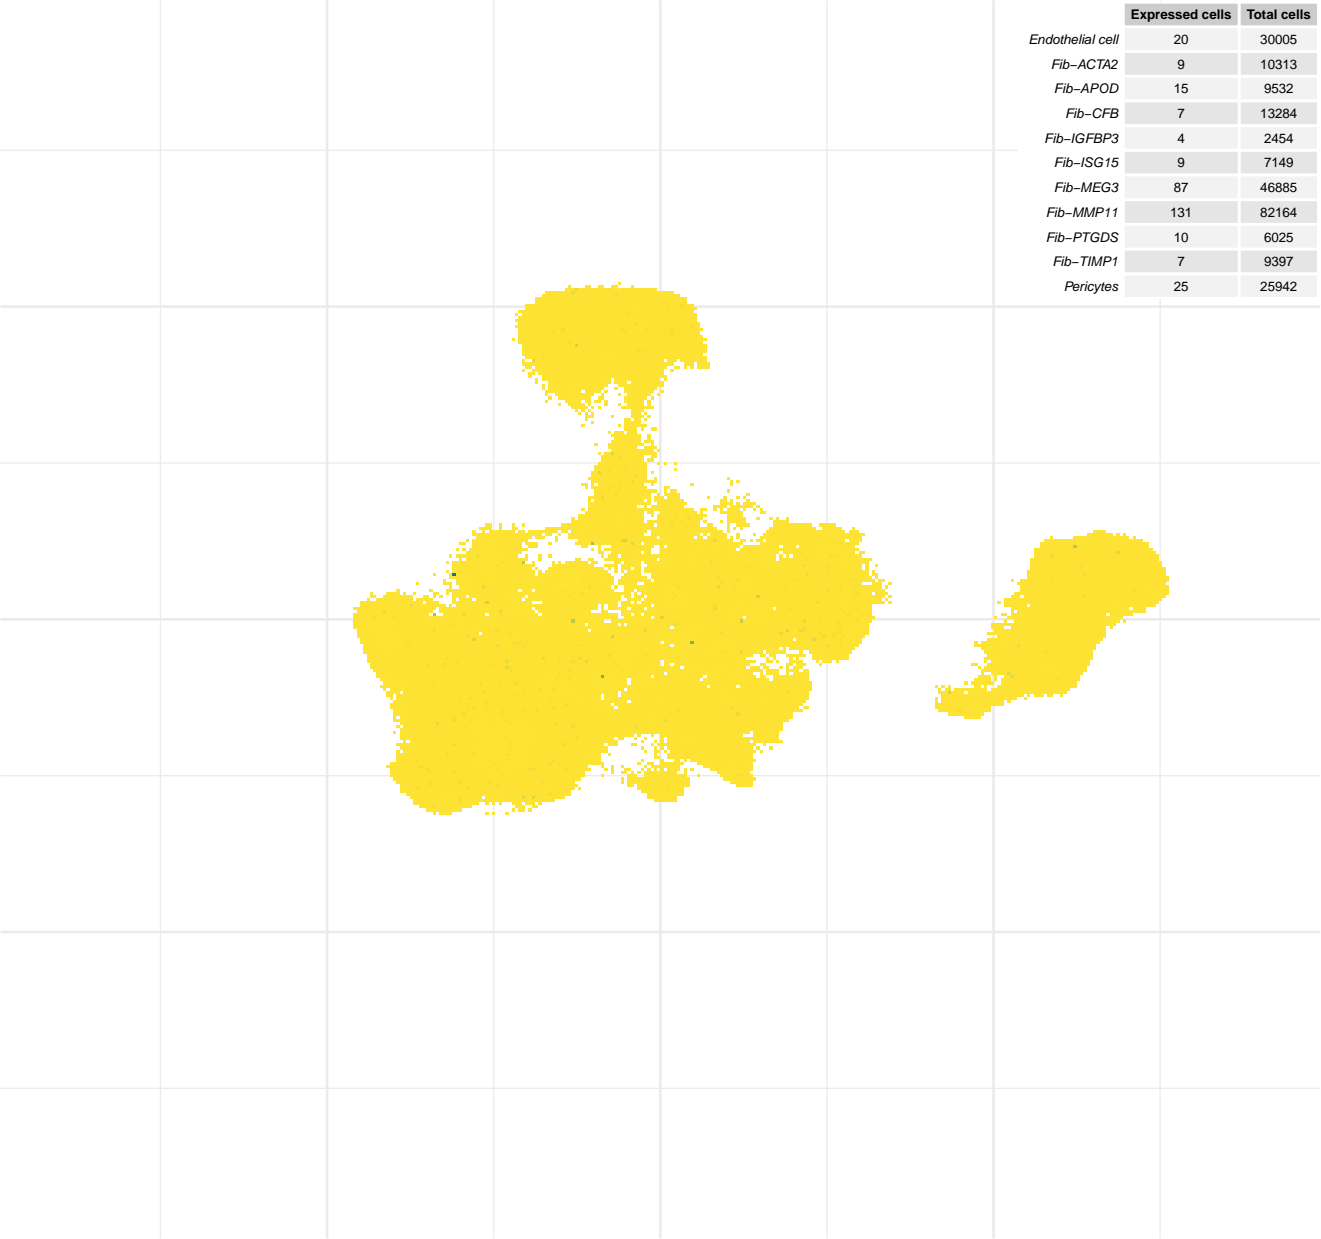 Expressed cells Total cells
Endothelial cell 20 30005
Fib−ACTA2 9 10313
Fib−APOD 15 9532
Fib−CFB 7 13284
Fib−IGFBP3 4 2454
Fib−ISG15 9 7149
Fib−MEG3 87 46885
Fib−MMP11 131 82164
Fib−PTGDS 10 6025
Fib−TIMP1 7 9397
Pericytes 25 25942